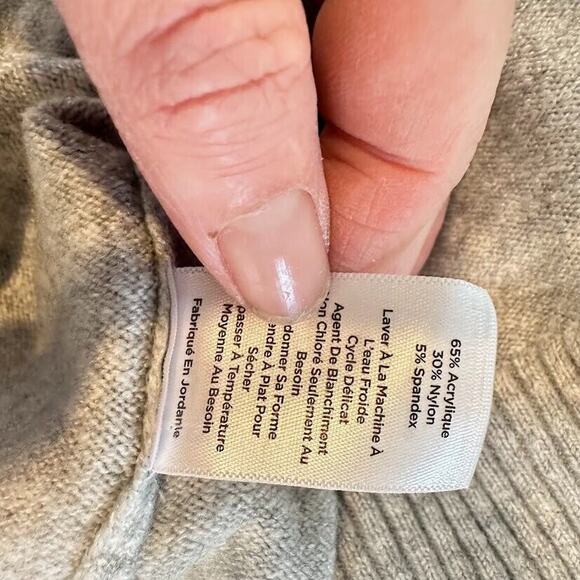 65% Acrylique
30% Nylon
5% Spandex
Laver À La Machine À
L'eau Froide
Cycle Délicat
Agent De Blanchiment
Chloré Seulement Au
Besoin
Sa Forme
À Plat Pour
Sécher
À Température
Moyenne Au Besoin
Fabriqué En Jordanie